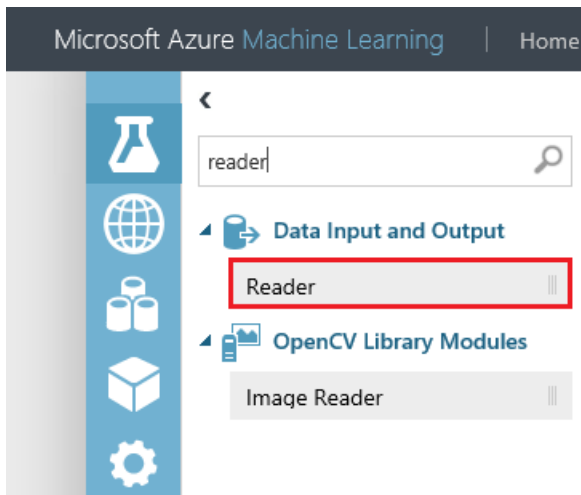 Microsoft Azure Machine Learning | Home
reader
Data Input and Output
Reader
OpenCV Library Modules
Image Reader